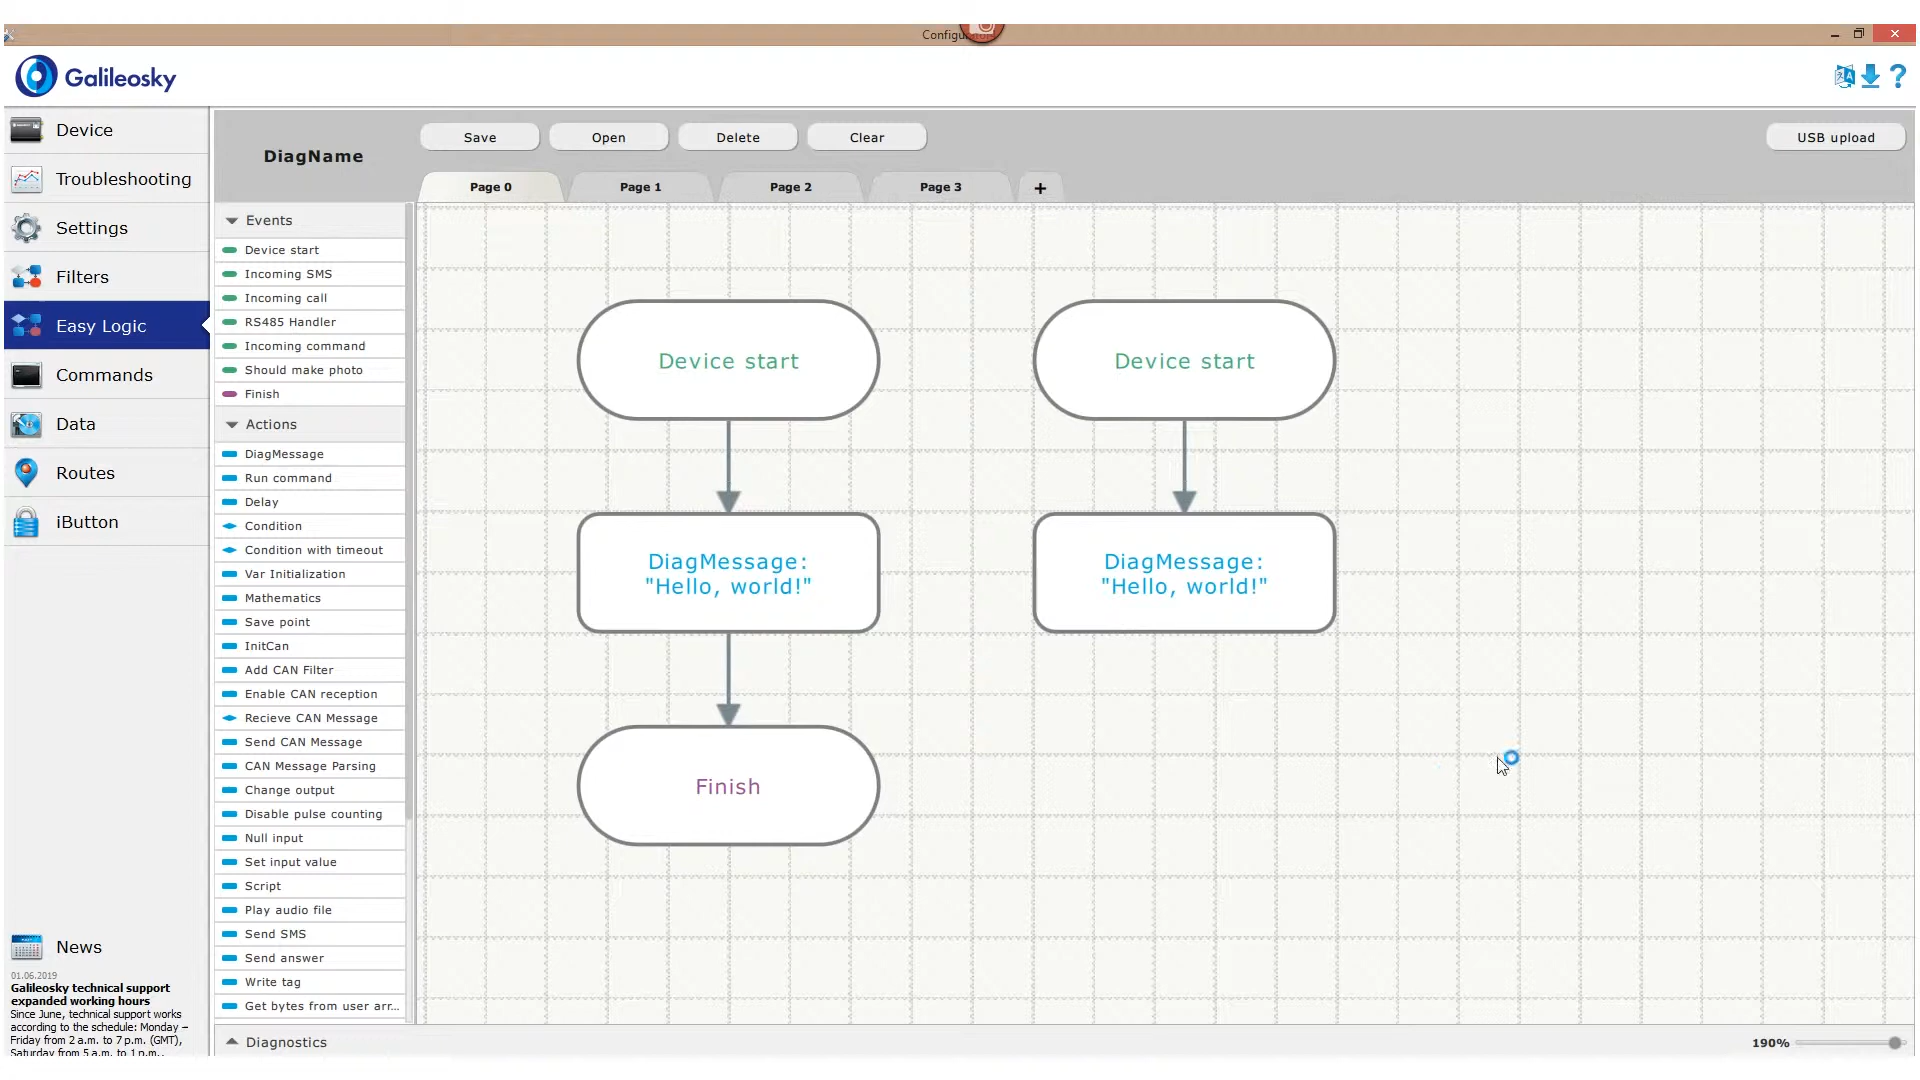 Configu
Galileosky
Device
Troubleshooting
Settings
Filters
Easy Logic
Commands
Data
Routes
iButton
News
01.06.2019
Galileosky technical support
expanded working hours
Since June, technical support works
according to the schedule: Monday –
Friday from 2 a.m. to 7 p.m. (GMT),
Saturday from 5 a.m. to 1 p.m..
DiagName
Save
Open
Delete
Clear
USB upload
Page 0
Page 1
Page 2
Page 3
+
Events
Device start
Incoming SMS
Incoming call
RS485 Handler
Incoming command
Should make photo
Finish
Actions
DiagMessage
Run command
Delay
Condition
Condition with timeout
Var Initialization
Mathematics
Save point
InitCan
Add CAN Filter
Enable CAN reception
Recieve CAN Message
Send CAN Message
CAN Message Parsing
Change output
Disable pulse counting
Null input
Set input value
Script
Play audio file
Send SMS
Send answer
Write tag
Get bytes from user arr...
Device start
DiagMessage:
"Hello, world!"
Finish
Device start
DiagMessage:
"Hello, world!"
Diagnostics
190%